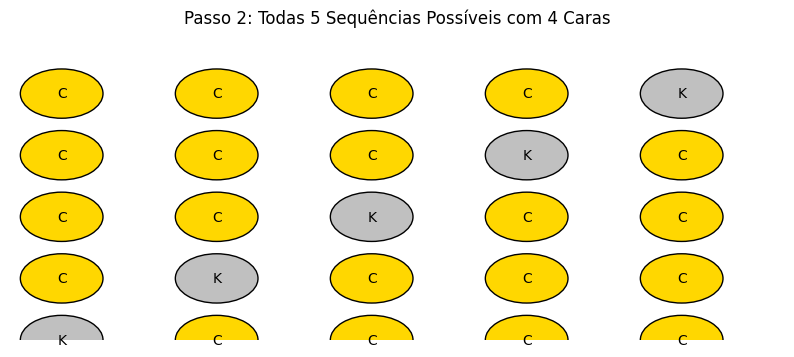 Passo 2: Todas 5 Sequências Possíveis com 4 Caras
C C C C K
C C C K C
C C K C C
C K C C C
K C C C C